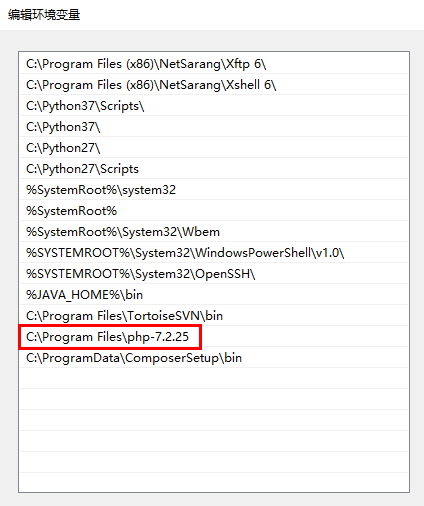 编辑环境变量
C:\Program Files (x86)\NetSarang\Xftp 6\
C:\Program Files (x86)\NetSarang\Xshell 6\
C:\Python37\Scripts\
C:\Python37\
C:\Python27\
C:\Python27\Scripts
%SystemRoot%\system32
%SystemRoot%
%SystemRoot%\System32\Wbem
%SYSTEMROOT%\System32\WindowsPowerShell\v1.0\
%SYSTEMROOT%\System32\OpenSSH\
%JAVA_HOME%\bin
C:\Program Files\TortoiseSVN\bin
C:\Program Files\php-7.2.25
C:\ProgramData\ComposerSetup\bin